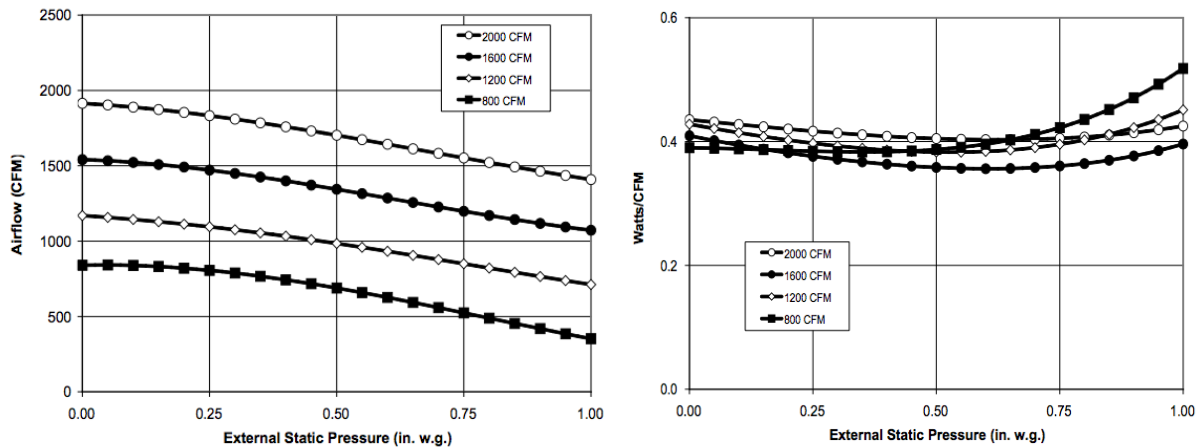 2500
2000
1500
1000
500
0
Airflow (CFM)
2000 CFM
1600 CFM
1200 CFM
800 CFM
0.00 0.25 0.50 0.75 1.00
External Static Pressure (in. w.g.)
0.6
0.4
0.2
0.0
Watts/CFM
2000 CFM
1600 CFM
1200 CFM
800 CFM
0.00 0.25 0.50 0.75 1.00
External Static Pressure (in. w.g.)